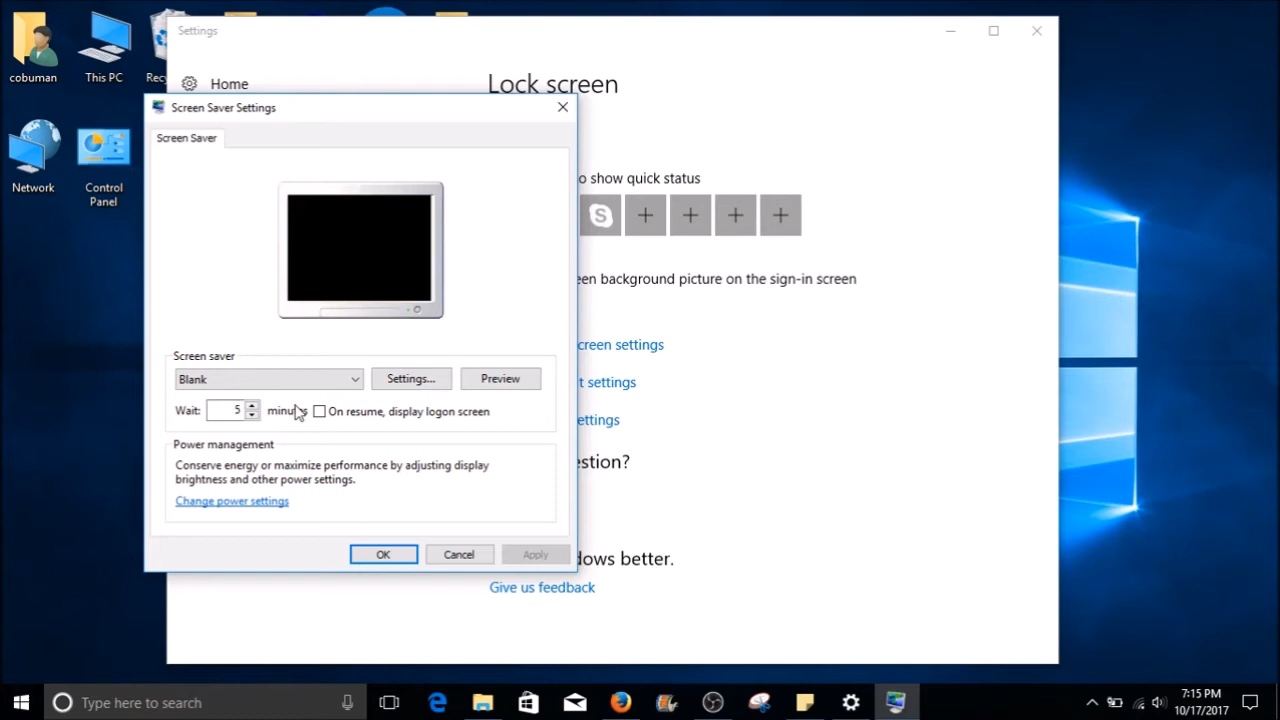 cobuman
This PC
Recy
Network
Control
Panel
Settings
Home
Lock screen
Screen Saver Settings
Screen Saver
o show quick status
een background picture on the sign-in screen
creen settings
t settings
ettings
estion?
dows better.
Give us feedback
Screen saver
Blank
Settings...
Preview
Wait: 5 minutes
On resume, display logon screen
Power management
Conserve energy or maximize performance by adjusting display
brightness and other power settings.
Change power settings
OK
Cancel
Apply
Type here to search
7:15 PM
10/17/2017